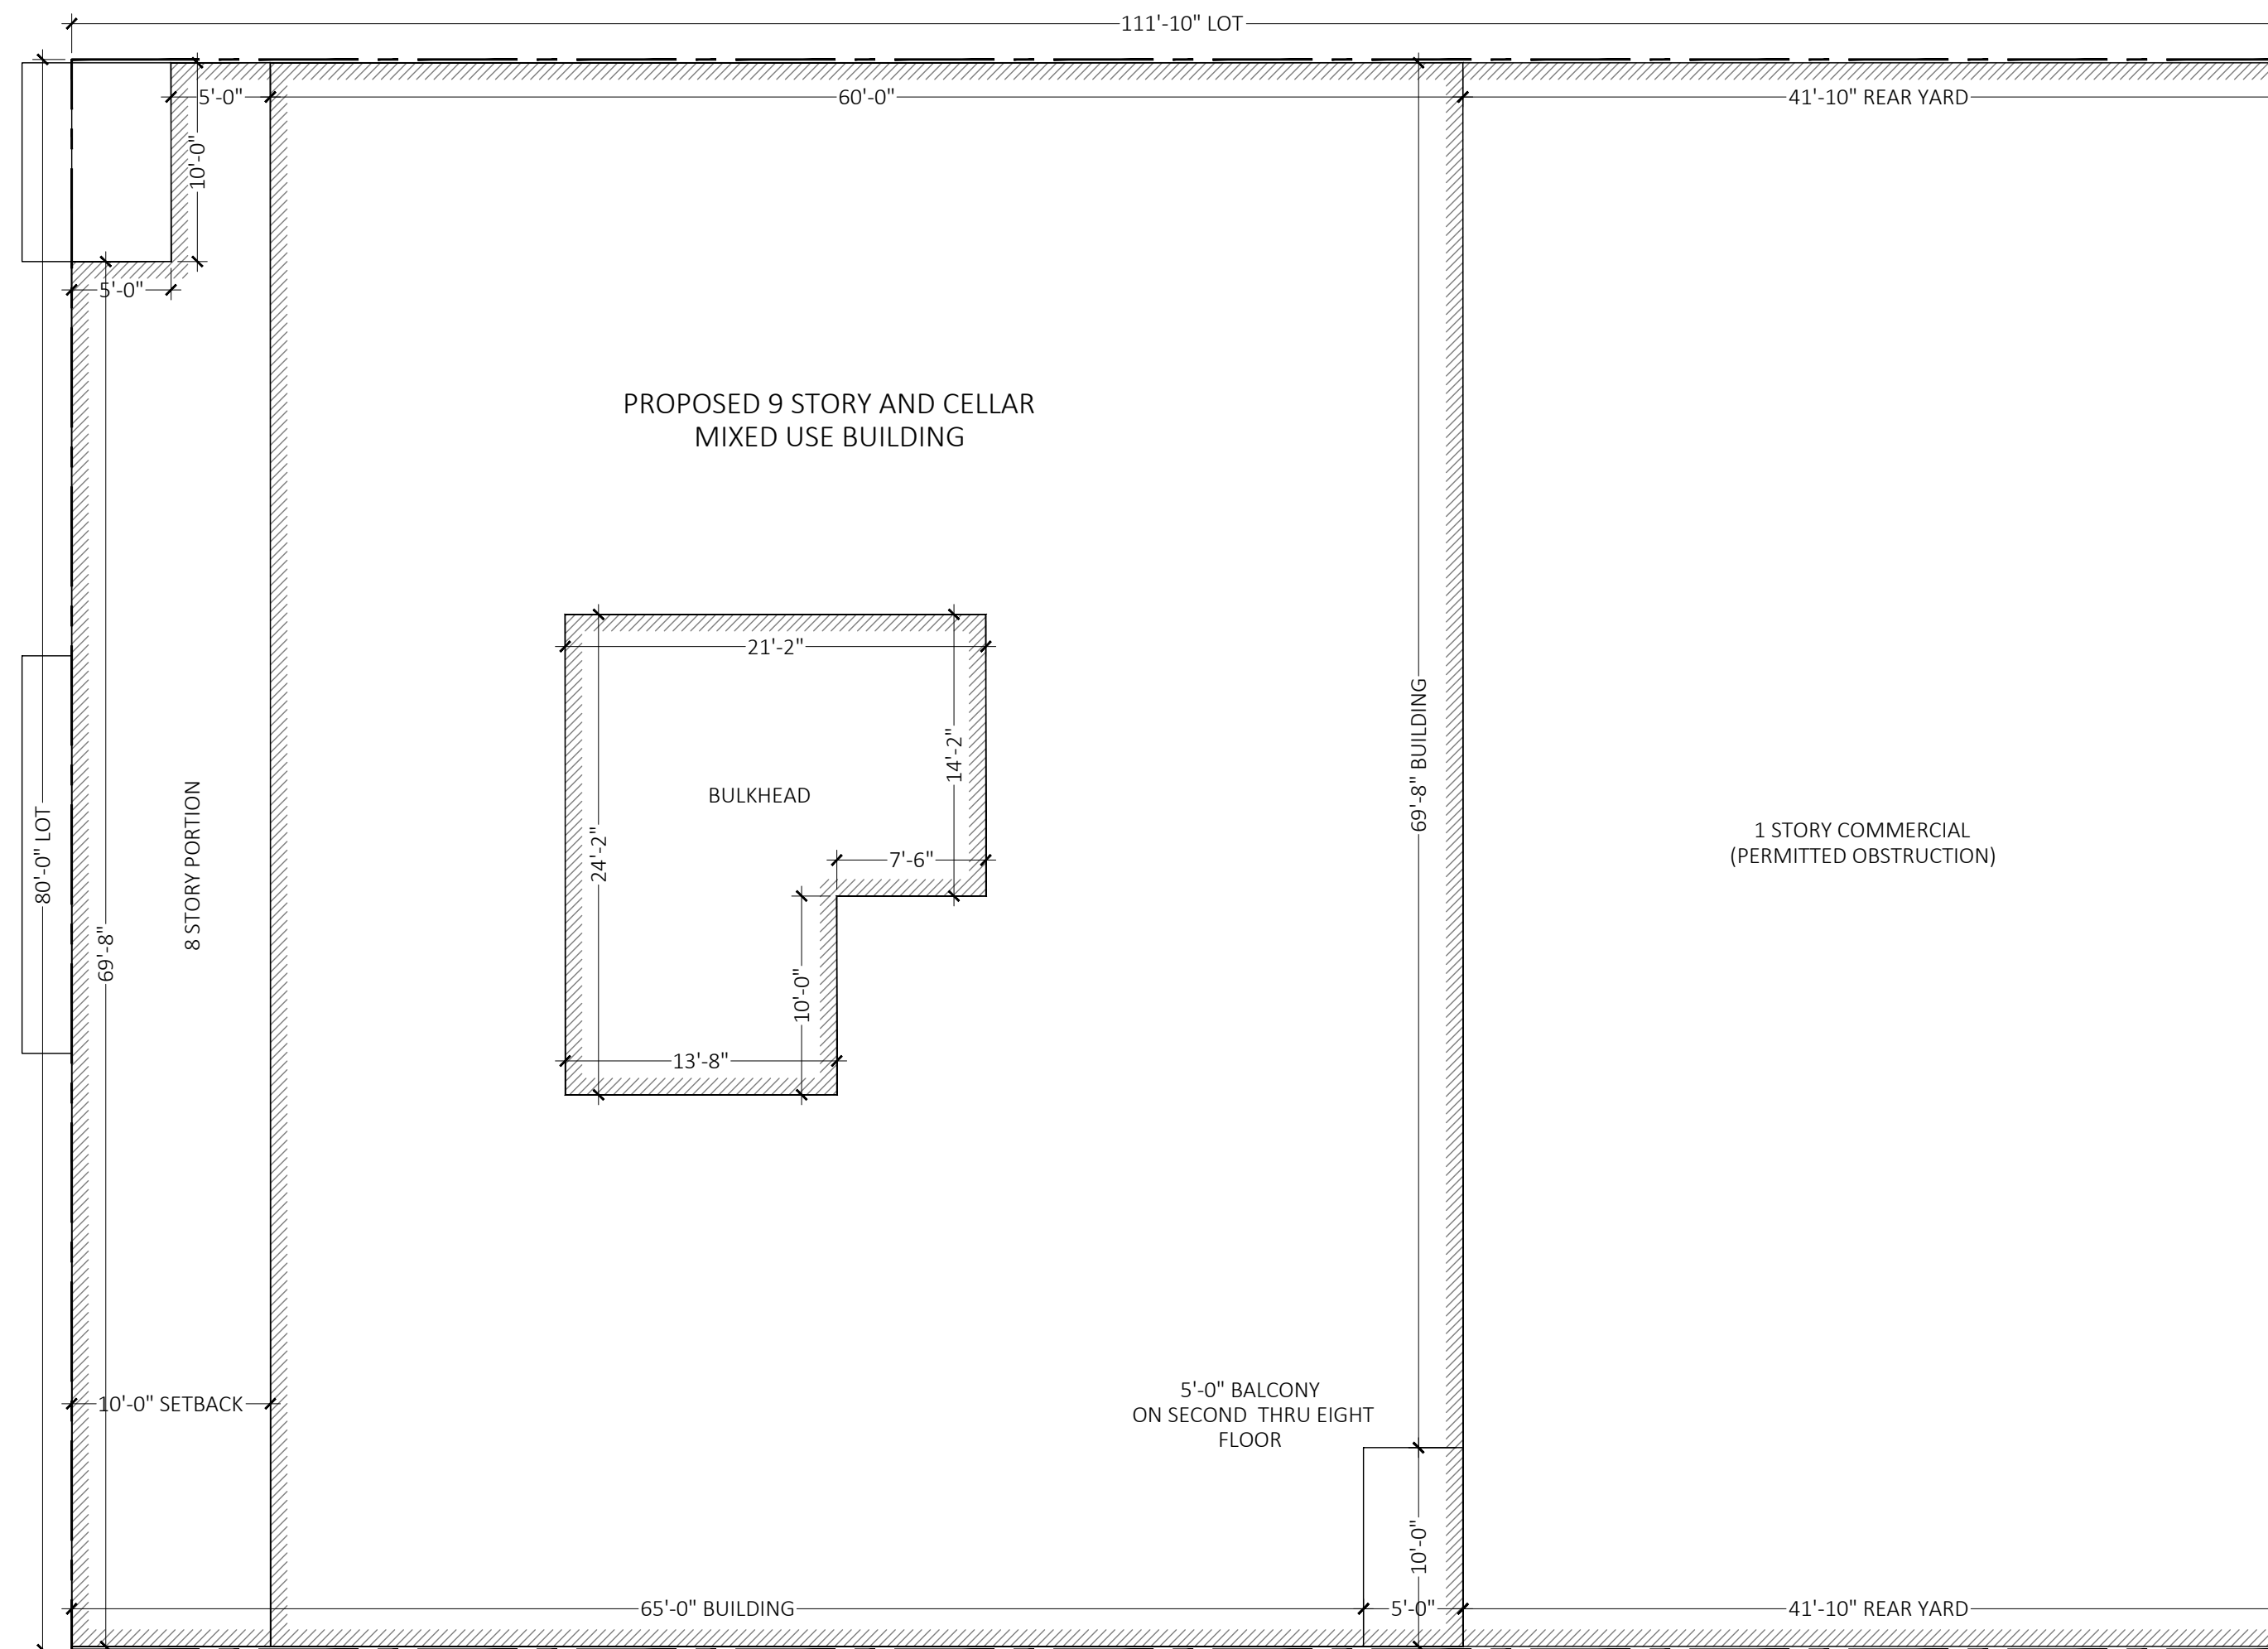 111'-10" LOT
5'-0"
60'-0"
41'-10" REAR YARD
10'-0"
5'-0"
PROPOSED 9 STORY AND CELLAR
MIXED USE BUILDING
21'-2"
69'-8" BUILDING
14'-2"
BULKHEAD
8 STORY PORTION
80'-0" LOT
24'-2"
7'-6"
1 STORY COMMERCIAL
(PERMITTED OBSTRUCTION)
69'-8"
10'-0"
13'-8"
5'-0" BALCONY
ON SECOND THRU EIGHT
FLOOR
10'-0" SETBACK
10'-0"
65'-0" BUILDING
5'-0"
41'-10" REAR YARD